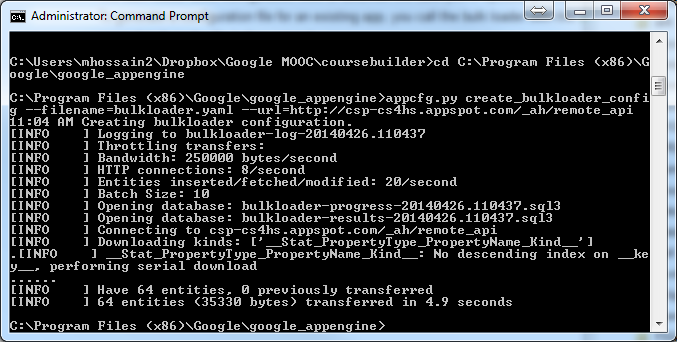 Administrator: Command Prompt
C:\Users\mhossain2\Dropbox\Google MOOC\coursebuilder>cd C:\Program Files (x86)\G
oogle\google_appengine
C:\Program Files (x86)\Google\google_appengine>appcfg.py create_bulkloader_confi
g --filename=bulkloader.yaml --url=http://csp-cs4hs.appspot.com/_ah/remote_api
11:04 AM Creating bulkloader configuration.
[INFO    ] Logging to bulkloader-log-20140426.110437
[INFO    ] Throttling transfers:
[INFO    ] Bandwidth: 250000 bytes/second
[INFO    ] HTTP connections: 8/second
[INFO    ] Entities inserted/fetched/modified: 20/second
[INFO    ] Batch Size: 10
[INFO    ] Opening database: bulkloader-progress-20140426.110437.sql3
[INFO    ] Opening database: bulkloader-results-20140426.110437.sql3
[INFO    ] Connecting to csp-cs4hs.appspot.com/_ah/remote_api
[INFO    ] Downloading kinds: ['__Stat_PropertyType_PropertyName_Kind__']
.[INFO    ] __Stat_PropertyType_PropertyName_Kind__: No descending index on __ke
y__, performing serial download
......
[INFO    ] Have 64 entities, 0 previously transferred
[INFO    ] 64 entities (35330 bytes) transferred in 4.9 seconds
C:\Program Files (x86)\Google\google_appengine>